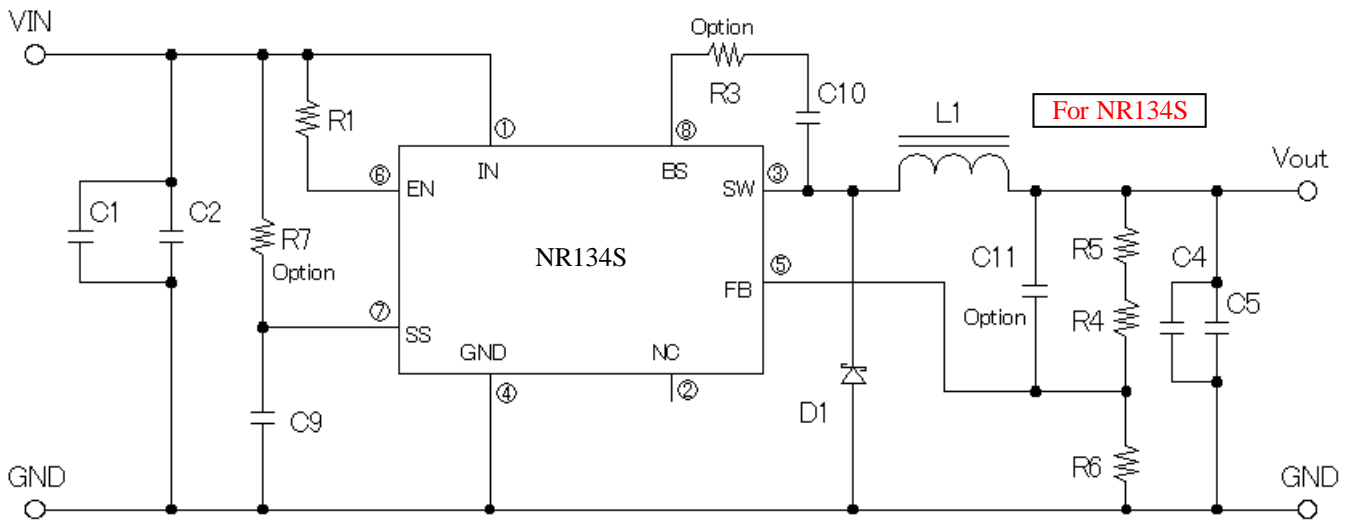 VIN
Option
R3
C10
L1
For NR134S
Vout
R1
①
⑧
③
⑥
IN
BS
SW
EN
C1
C2
R7
Option
NR134S
⑤
FB
C11
Option
R5
R4
C4
C5
⑦
SS
GND
NC
④
②
C9
D1
R6
GND
GND